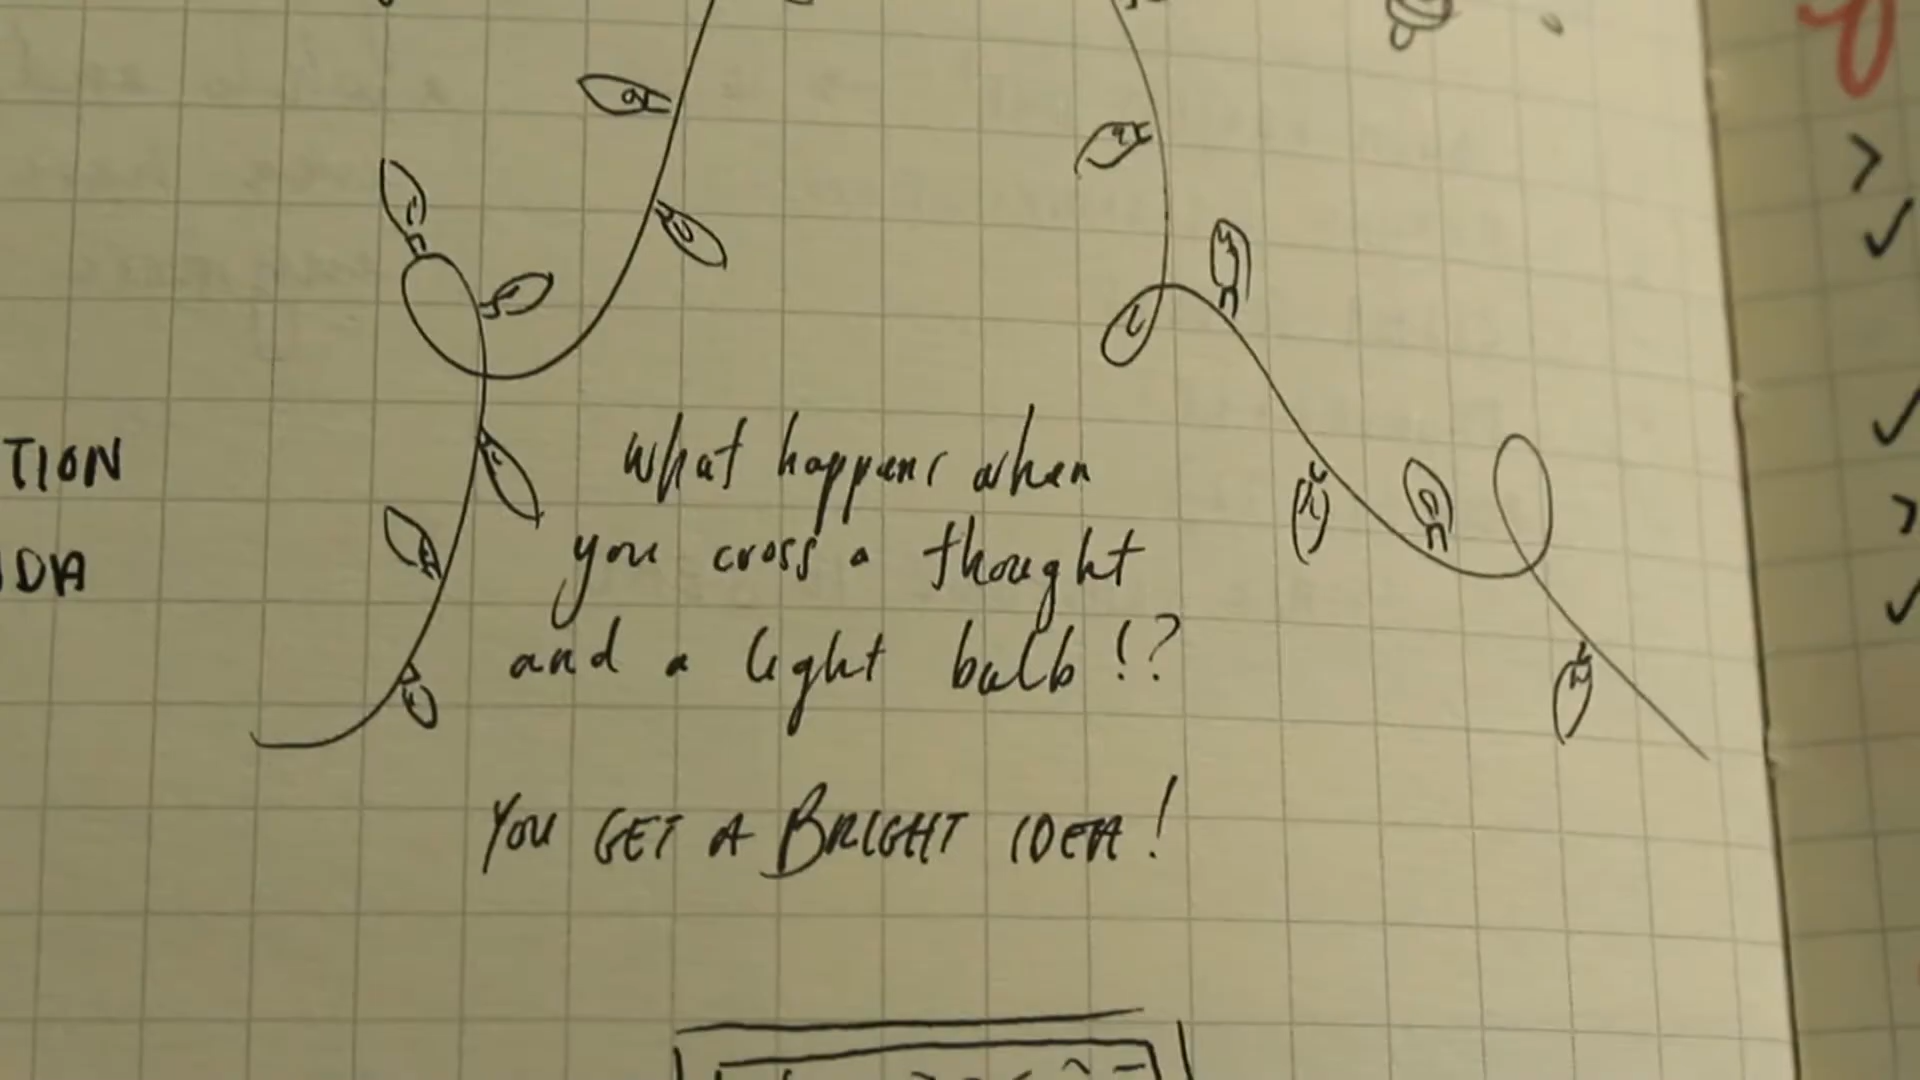 TION
DA
What happens when
you cross a thought
and a light bulb!?
YOU GET A BRIGHT IDEA!